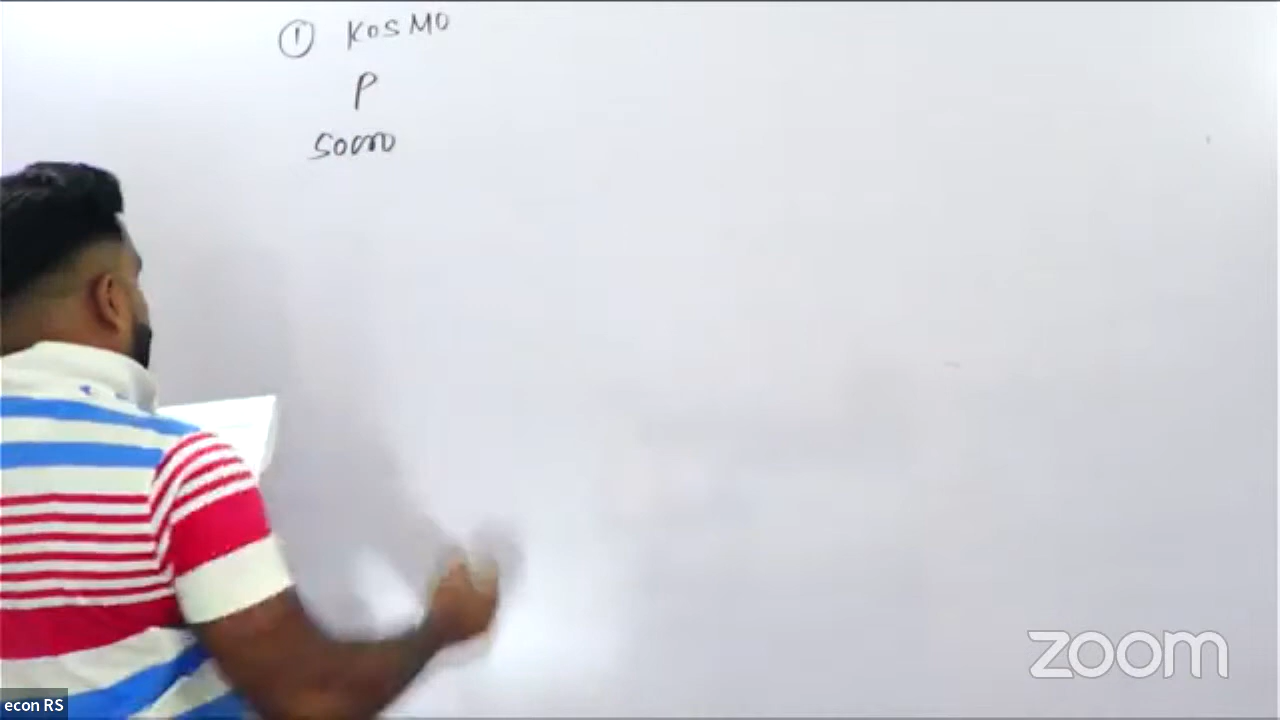 ① KOSMO
P
50000
zoom
econ RS